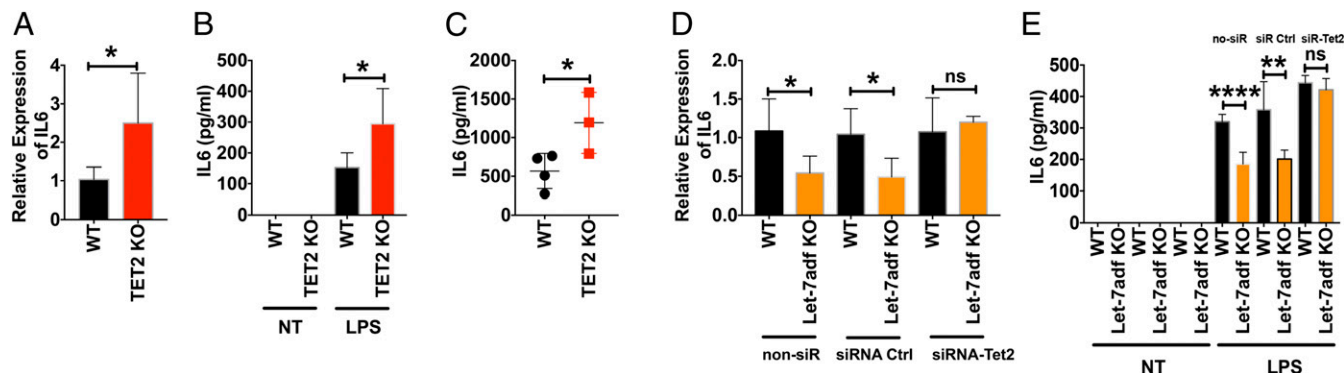 A
Relative Expression
of IL6
4
3
2
1
0
*
WT
TET2 KO
B
IL6 (pg/ml)
500
400
300
200
100
0
*
WT
TET2 KO
WT
TET2 KO
NT
LPS
C
IL6 (pg/ml)
2000
1500
1000
500
0
*
WT
TET2 KO
D
Relative Expression
of IL6
2.0
1.5
1.0
0.5
0.0
*
*
ns
WT
Let-7adf KO
WT
Let-7adf KO
WT
Let-7adf KO
non-siR
siRNA Ctrl
siRNA-Tet2
E
no-siR
siR Ctrl
siR-Tet2
IL6 (pg/ml)
500
400
300
200
100
0
****
**
ns
WT
Let-7adf KO
WT
Let-7adf KO
WT
Let-7adf KO
WT
Let-7adf KO
WT
Let-7adf KO
WT
Let-7adf KO
NT
LPS